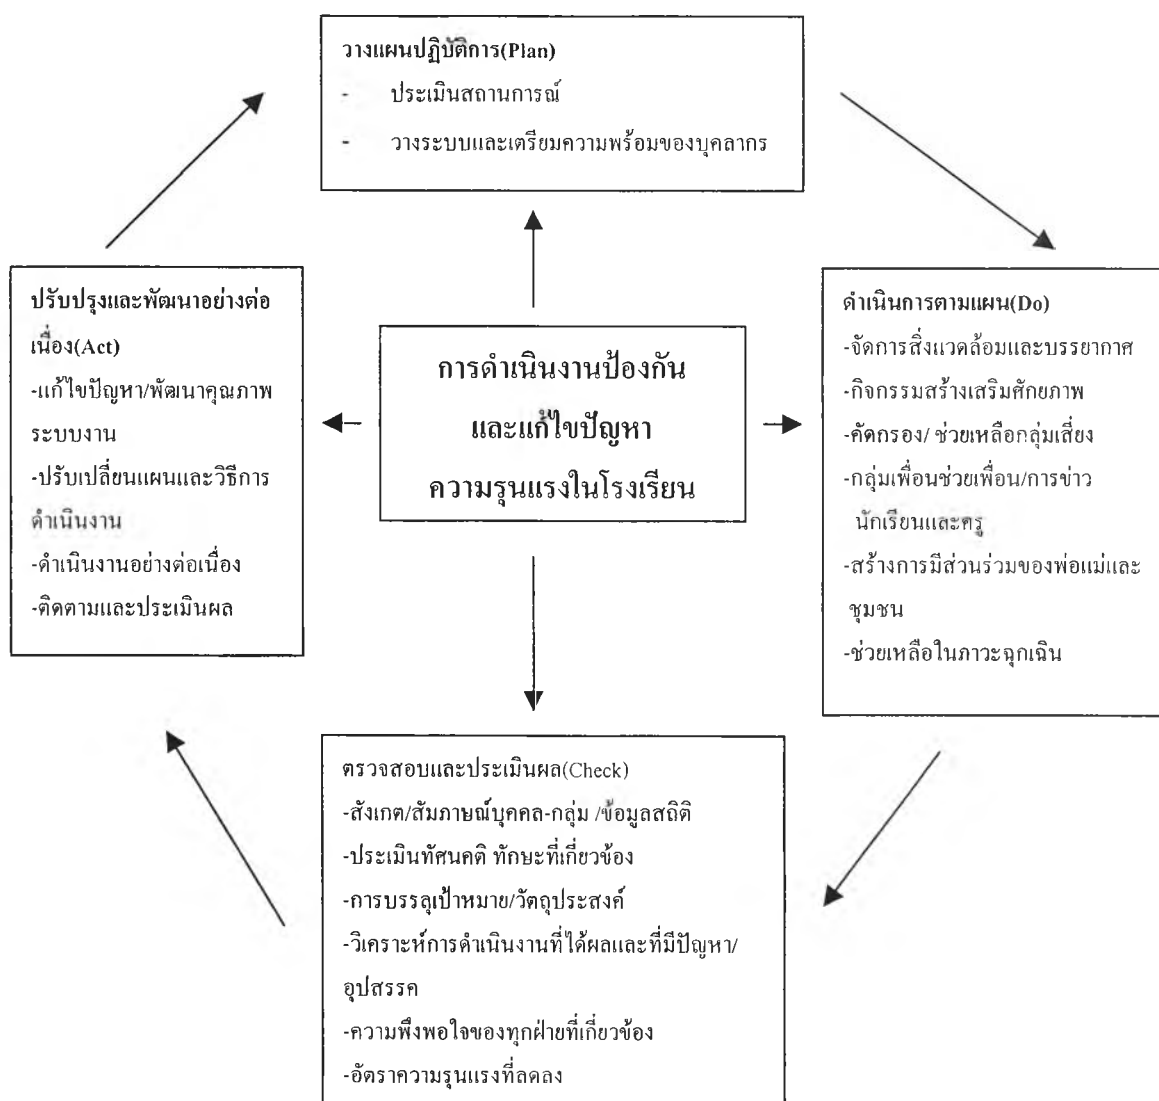 วางแผนปฏิบัติการ(Plan)
- ประเมินสถานการณ์
- วางระบบและเตรียมความพร้อมของบุคลากร
ปรับปรุงและพัฒนาอย่างต่อ
เนื่อง(Act)
-แก้ไขปัญหา/พัฒนาคุณภาพ
ระบบงาน
-ปรับเปลี่ยนแผนและวิธีการ
ดำเนินงาน
-ดำเนินงานอย่างต่อเนื่อง
-ติดตามและประเมินผล
การดำเนินงานป้องกัน
และแก้ไขปัญหา
ความรุนแรงในโรงเรียน
ดำเนินการตามแผน(Do)
-จัดการสิ่งแวดล้อมและบรรยากาศ
-กิจกรรมสร้างเสริมศักยภาพ
-คัดกรอง/ ช่วยเหลือกลุ่มเสี่ยง
-กลุ่มเพื่อนช่วยเพื่อน/การข่าว
นักเรียนและครู
-สร้างการมีส่วนร่วมของพ่อแม่และ
ชุมชน
-ช่วยเหลือในภาวะฉุกเฉิน
ตรวจสอบและประเมินผล(Check)
-สังเกต/สัมภาษณ์บุคคล-กลุ่ม /ข้อมูลสถิติ
-ประเมินทัศนคติ ทักษะที่เกี่ยวข้อง
-การบรรลุเป้าหมาย/วัตถุประสงค์
-วิเคราะห์การดำเนินงานที่ได้ผลและที่มีปัญหา/
อุปสรรค
-ความพึงพอใจของทุกฝ่ายที่เกี่ยวข้อง
-อัตราความรุนแรงที่ลดลง